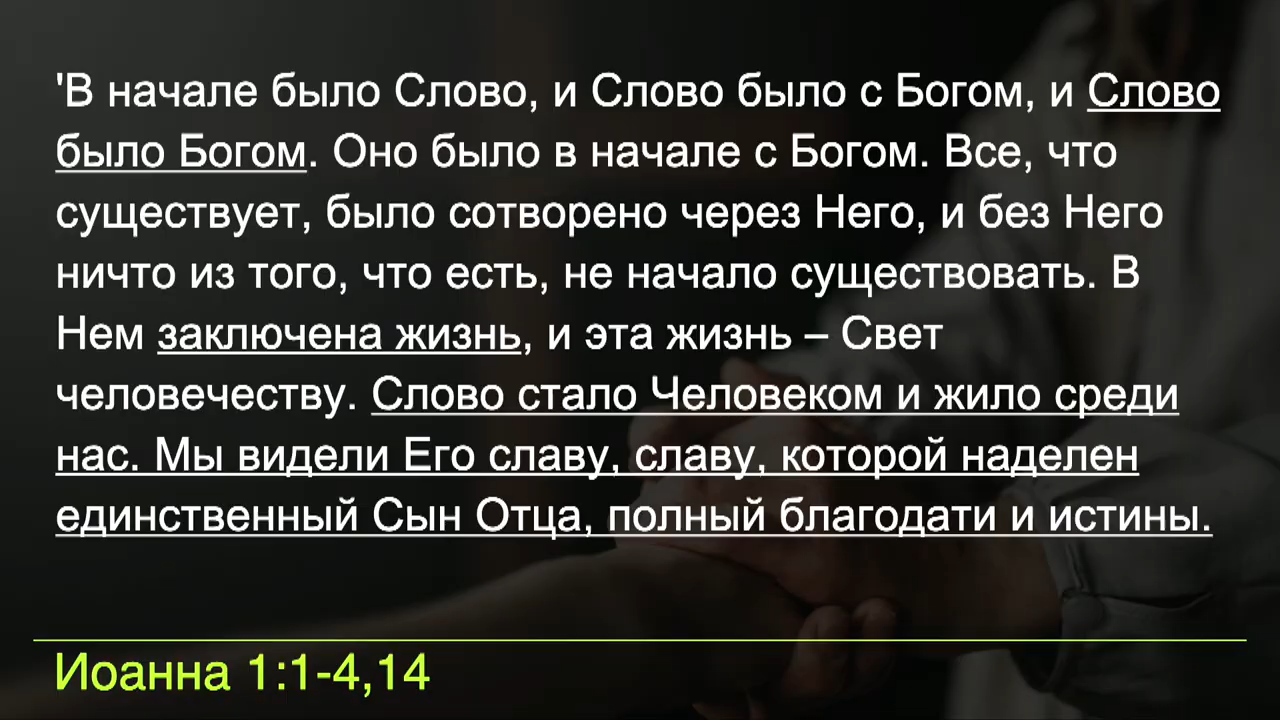 'В начале было Слово, и Слово было с Богом, и Слово
было Богом. Оно было в начале с Богом. Все, что
существует, было сотворено через Него, и без Него
ничто из того, что есть, не начало существовать. В
Нем заключена жизнь, и эта жизнь – Свет
человечеству. Слово стало Человеком и жило среди
нас. Мы видели Его славу, славу, которой наделен
единственный Сын Отца, полный благодати и истины.
Иоанна 1:1-4,14